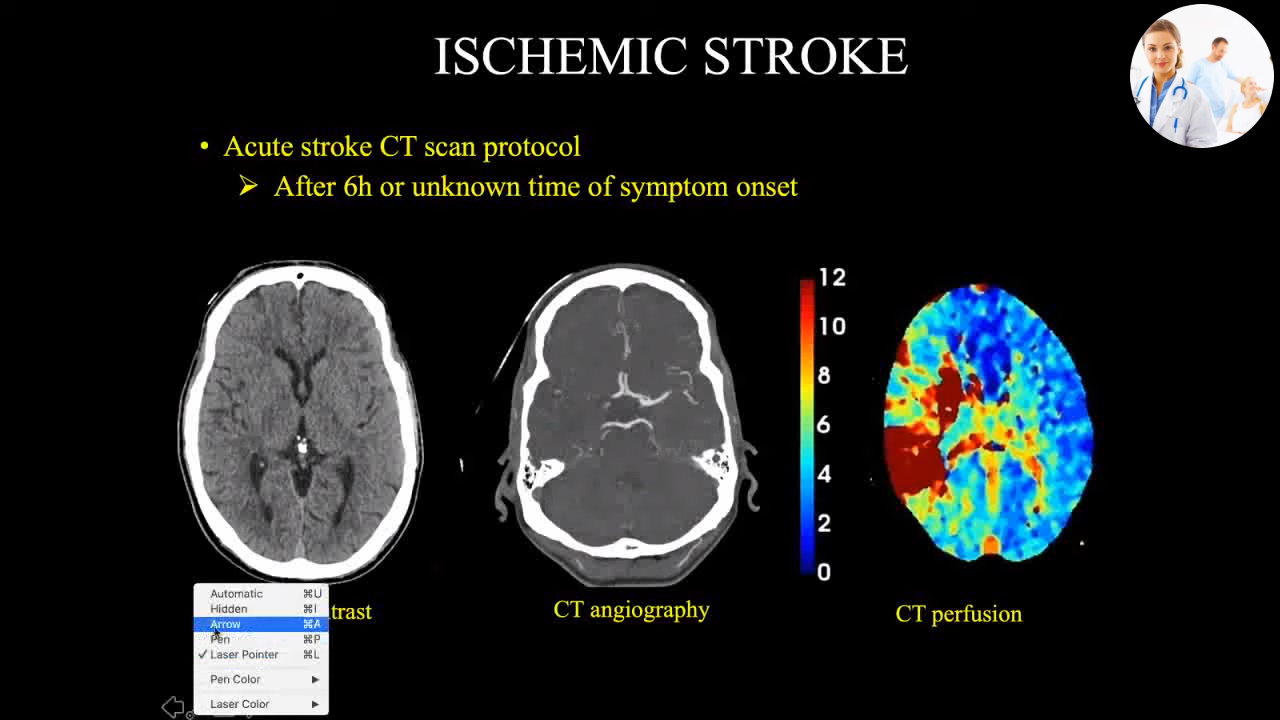 ISCHEMIC STROKE
• Acute stroke CT scan protocol
➢ After 6h or unknown time of symptom onset
12
10
8
6
4
2
0
trast
CT angiography
CT perfusion
Automatic ⌘U
Hidden ⌘I
Arrow ⌘A
Pen ⌘P
✓ Laser Pointer ⌘L
Pen Color ▶
Laser Color ▶